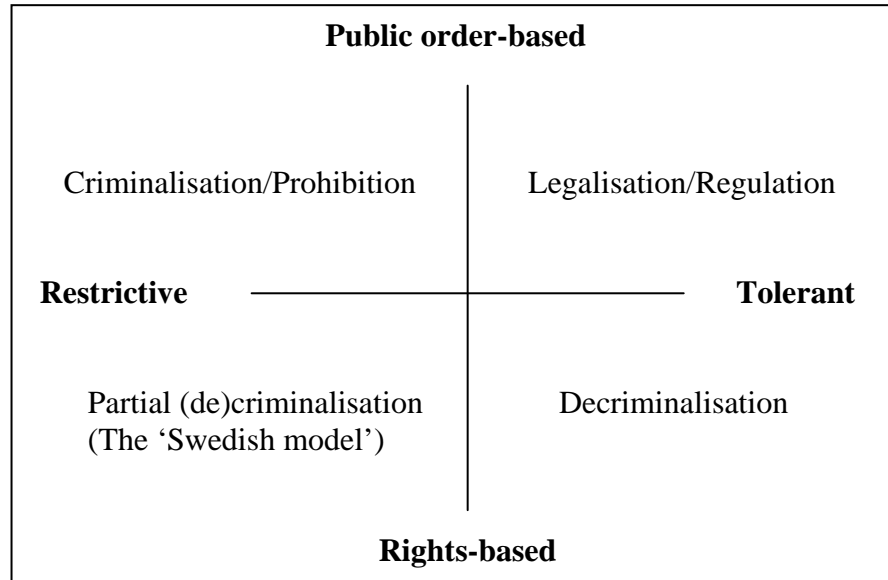 Public order-based
Criminalisation/Prohibition
Legalisation/Regulation
Restrictive
Tolerant
Partial (de)criminalisation
(The ‘Swedish model’)
Decriminalisation
Rights-based